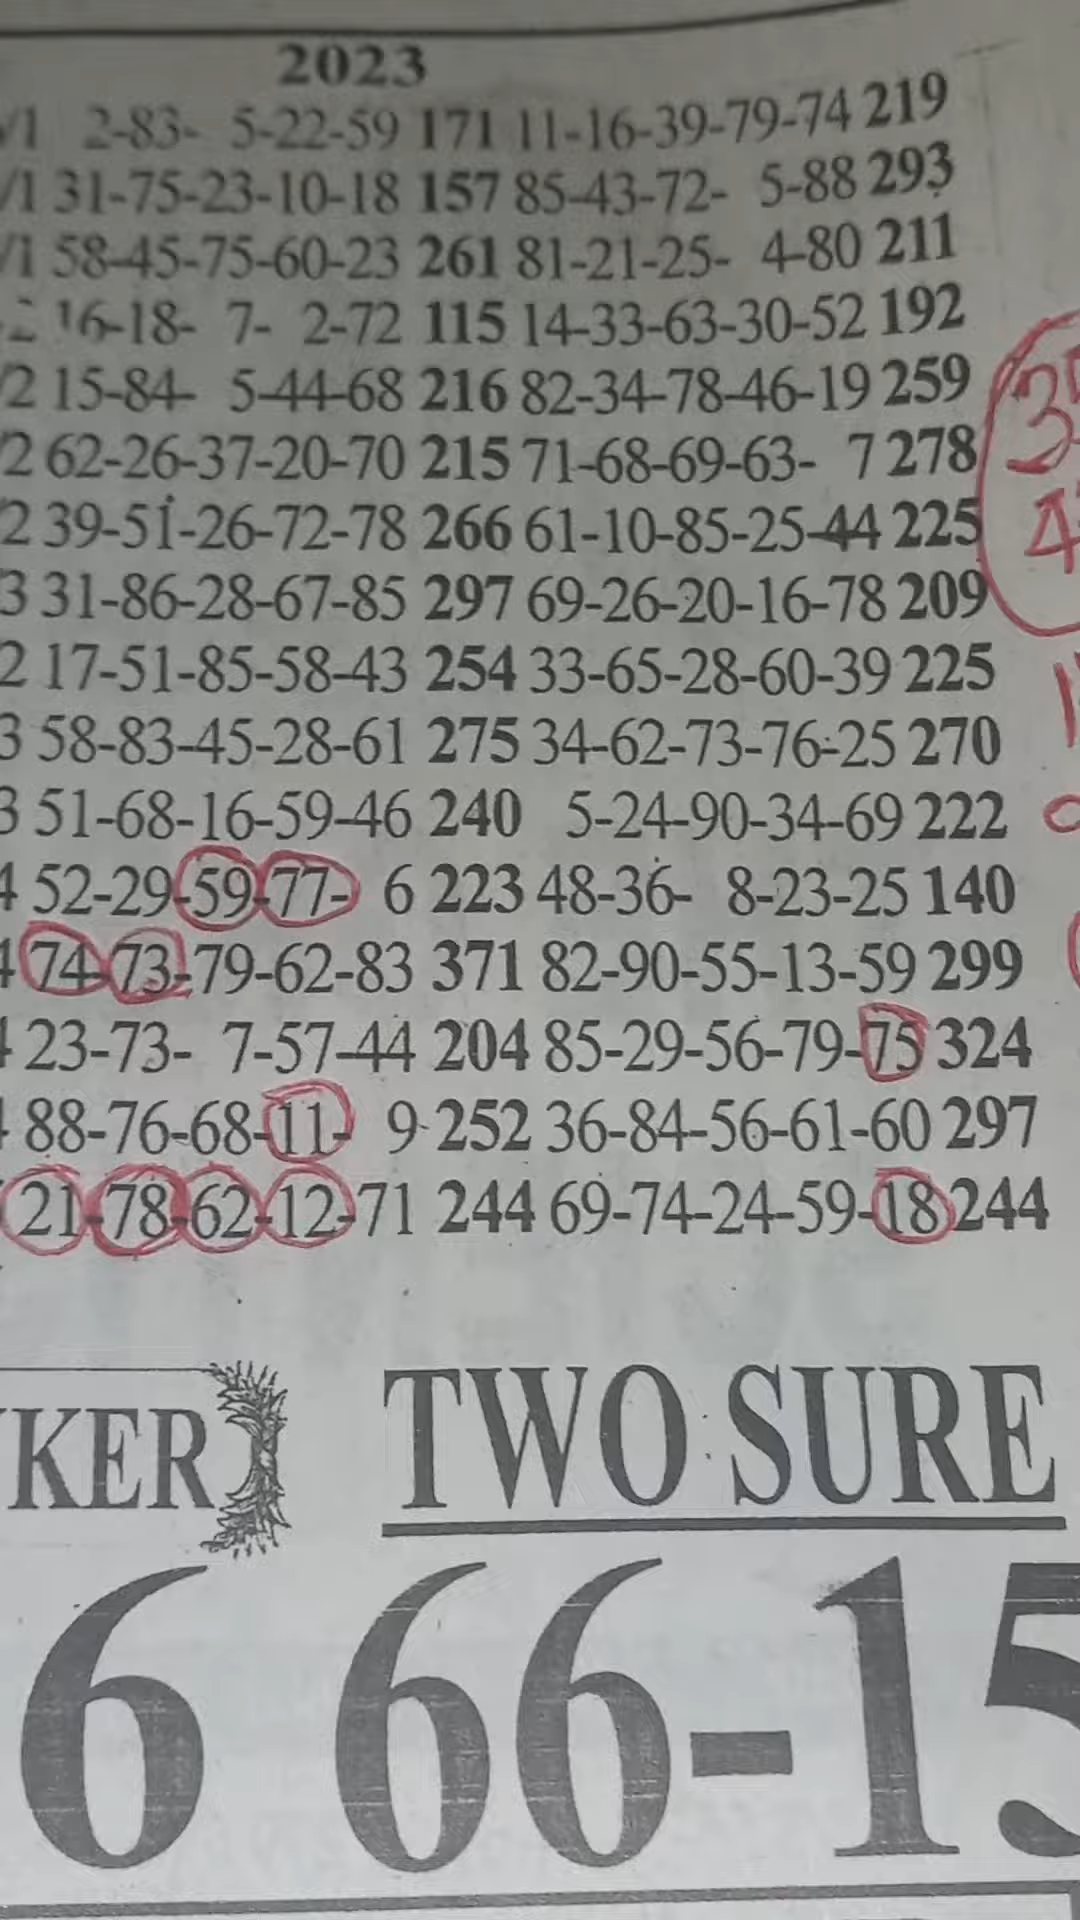 2023
/1 2-83- 5-22-59 171 11-16-39-79-74 219
/1 31-75-23-10-18 157 85-43-72- 5-88 293
/1 58-45-75-60-23 261 81-21-25- 4-80 211
2 16-18- 7- 2-72 115 14-33-63-30-52 192
/2 15-84- 5-44-68 216 82-34-78-46-19 259
/2 62-26-37-20-70 215 71-68-69-63- 7 278
2 39-51-26-72-78 266 61-10-85-25-44 225
3 31-86-28-67-85 297 69-26-20-16-78 209
2 17-51-85-58-43 254 33-65-28-60-39 225
3 58-83-45-28-61 275 34-62-73-76-25 270
3 51-68-16-59-46 240 5-24-90-34-69 222
4 52-29-59-77- 6 223 48-36- 8-23-25 140
4 74-73-79-62-83 371 82-90-55-13-59 299
4 23-73- 7-57-44 204 85-29-56-79-75 324
88-76-68-11- 9 252 36-84-56-61-60 297
21-78-62-12-71 244 69-74-24-59-18 244
KER TWO SURE
6 66-15